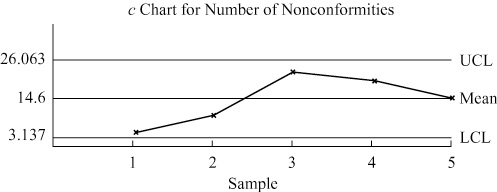 c Chart for Number of Nonconformities
26.063 UCL
14.6 Mean
3.137 LCL
1 2 3 4 5
Sample